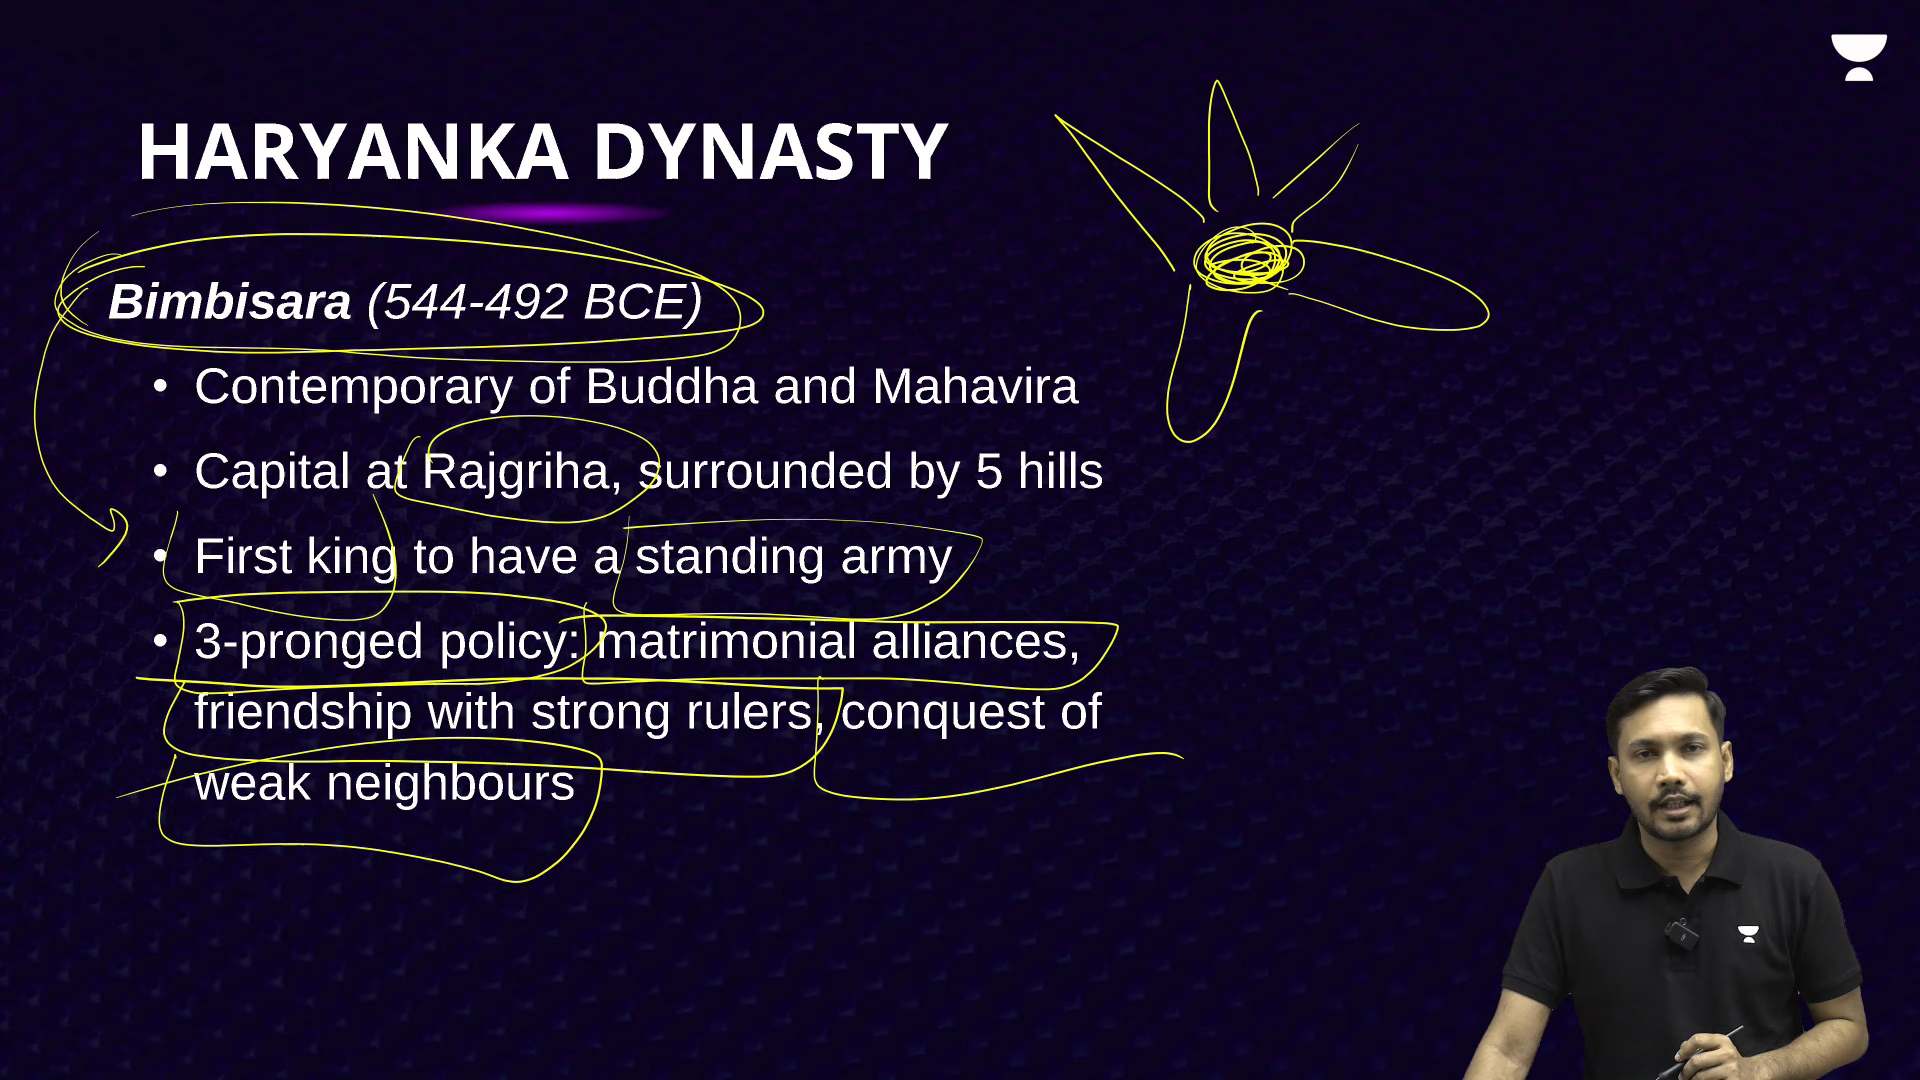 HARYANKA DYNASTY
Bimbisara (544-492 BCE)
• Contemporary of Buddha and Mahavira
• Capital at Rajgriha, surrounded by 5 hills
• First king to have a standing army
• 3-pronged policy: matrimonial alliances,
friendship with strong rulers, conquest of
weak neighbours